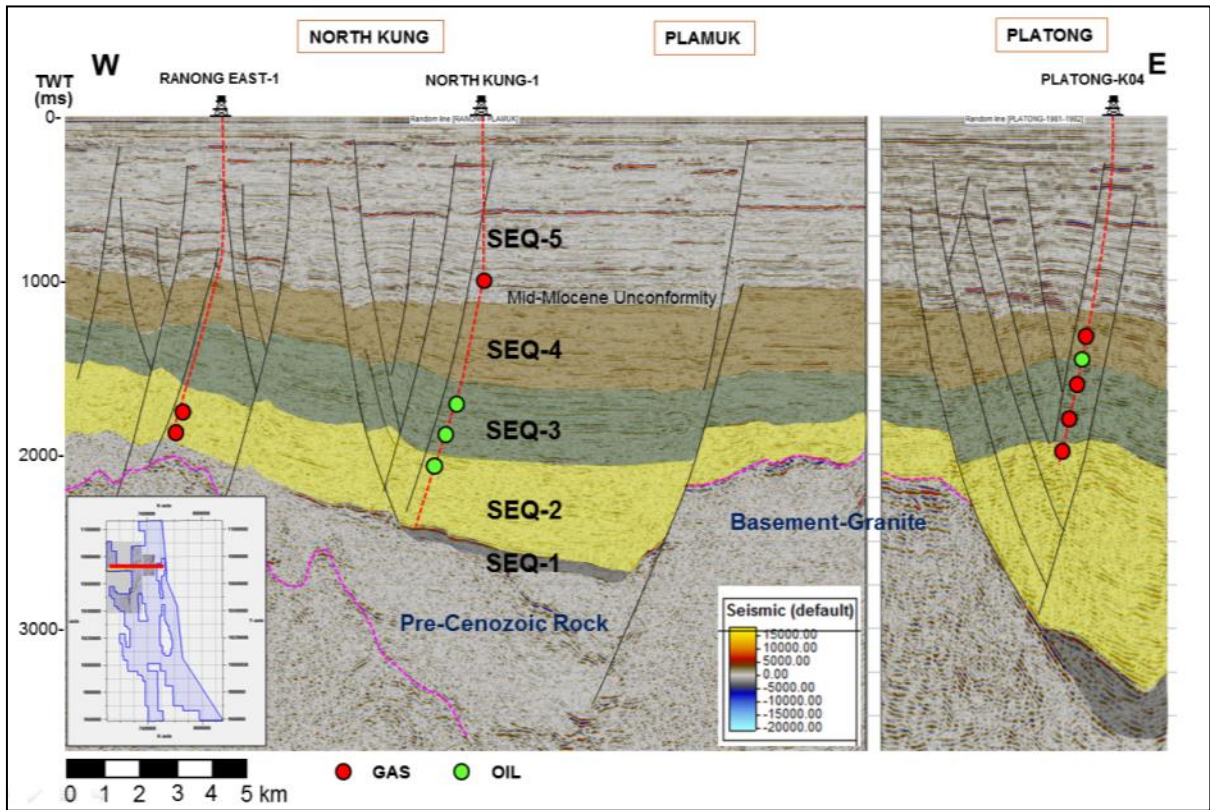 NORTH KUNG
PLAMUK
PLATONG
W
E
TWT
(ms)
RANONG EAST-1
NORTH KUNG-1
PLATONG-K04
0-
1000-
2000-
3000-
SEQ-5
Mid-Miocene Unconformity
SEQ-4
SEQ-3
SEQ-2
SEQ-1
Basement-Granite
Pre-Cenozoic Rock
Seismic (default)
15000.00
10000.00
5000.00
0.00
-5000.00
-10000.00
-15000.00
-20000.00
0 1 2 3 4 5 km
GAS
OIL